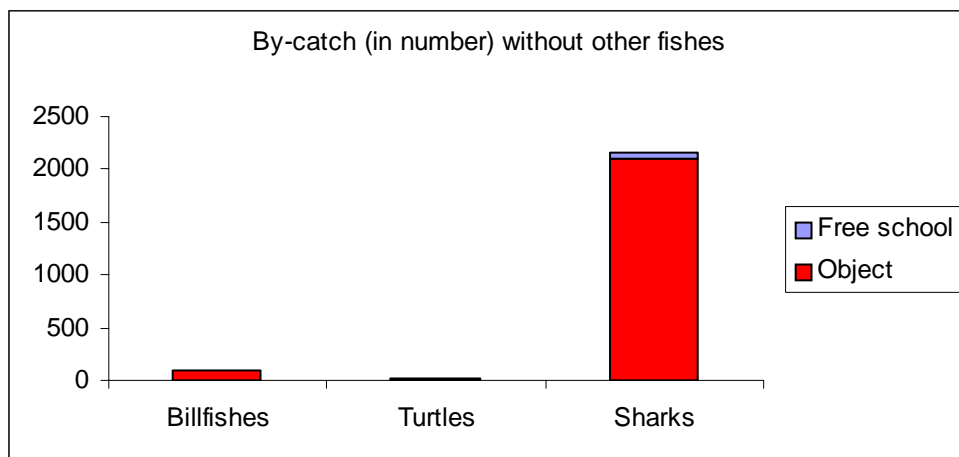 By-catch (in number) without other fishes
2500
2000
1500
1000
500
0
Billfishes Turtles Sharks
Free school
Object